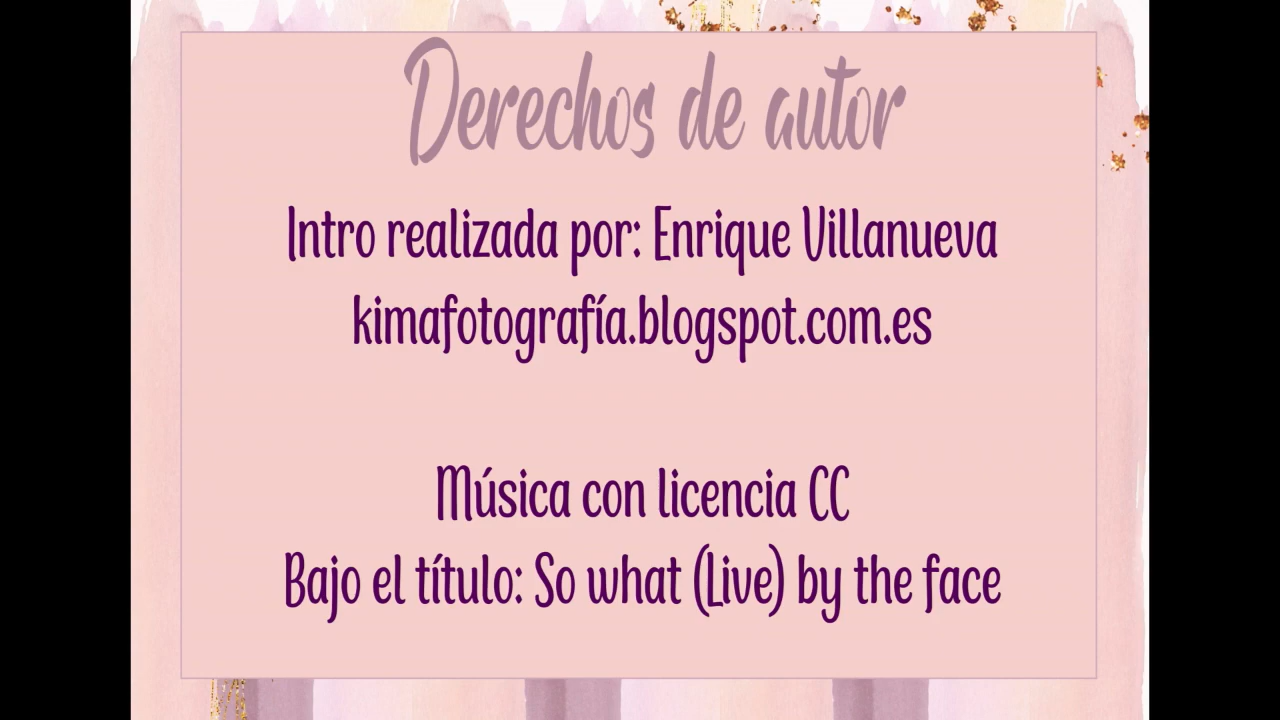 Derechos de autor
Intro realizada por: Enrique Villanueva
kimafotografía.blogspot.com.es
Música con licencia CC
Bajo el título: So what (Live) by the face